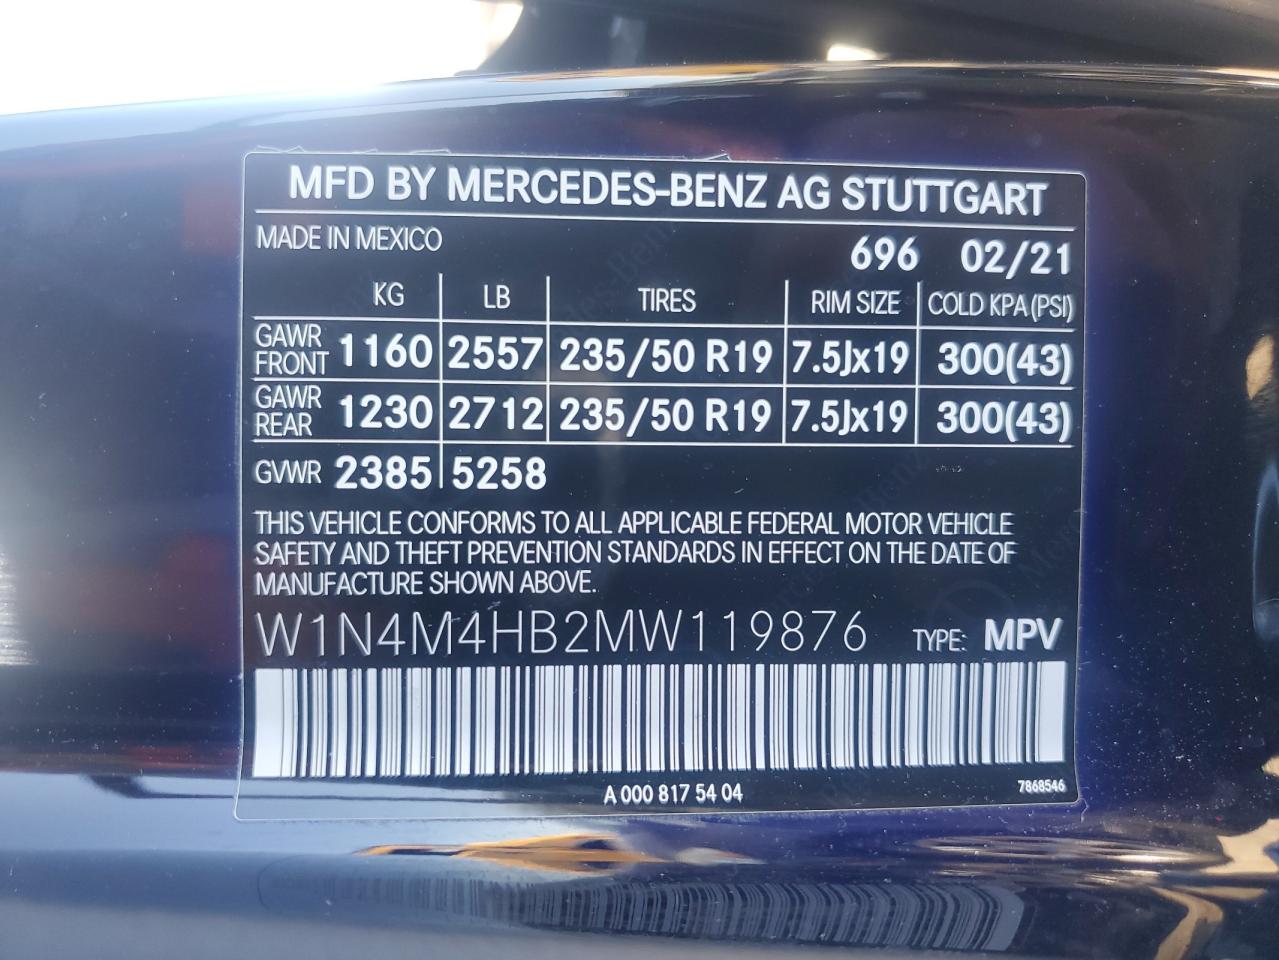 MFD BY MERCEDES-BENZ AG STUTTGART
MADE IN MEXICO 696 02/21
KG LB TIRES RIM SIZE COLD KPA (PSI)
GAWR FRONT 1160 2557 235/50 R19 7.5Jx19 300(43)
GAWR REAR 1230 2712 235/50 R19 7.5Jx19 300(43)
GVWR 2385 5258
THIS VEHICLE CONFORMS TO ALL APPLICABLE FEDERAL MOTOR VEHICLE
SAFETY AND THEFT PREVENTION STANDARDS IN EFFECT ON THE DATE OF
MANUFACTURE SHOWN ABOVE.
W1N4M4HB2MW119876 TYPE: MPV
A 000 817 54 04 7868546